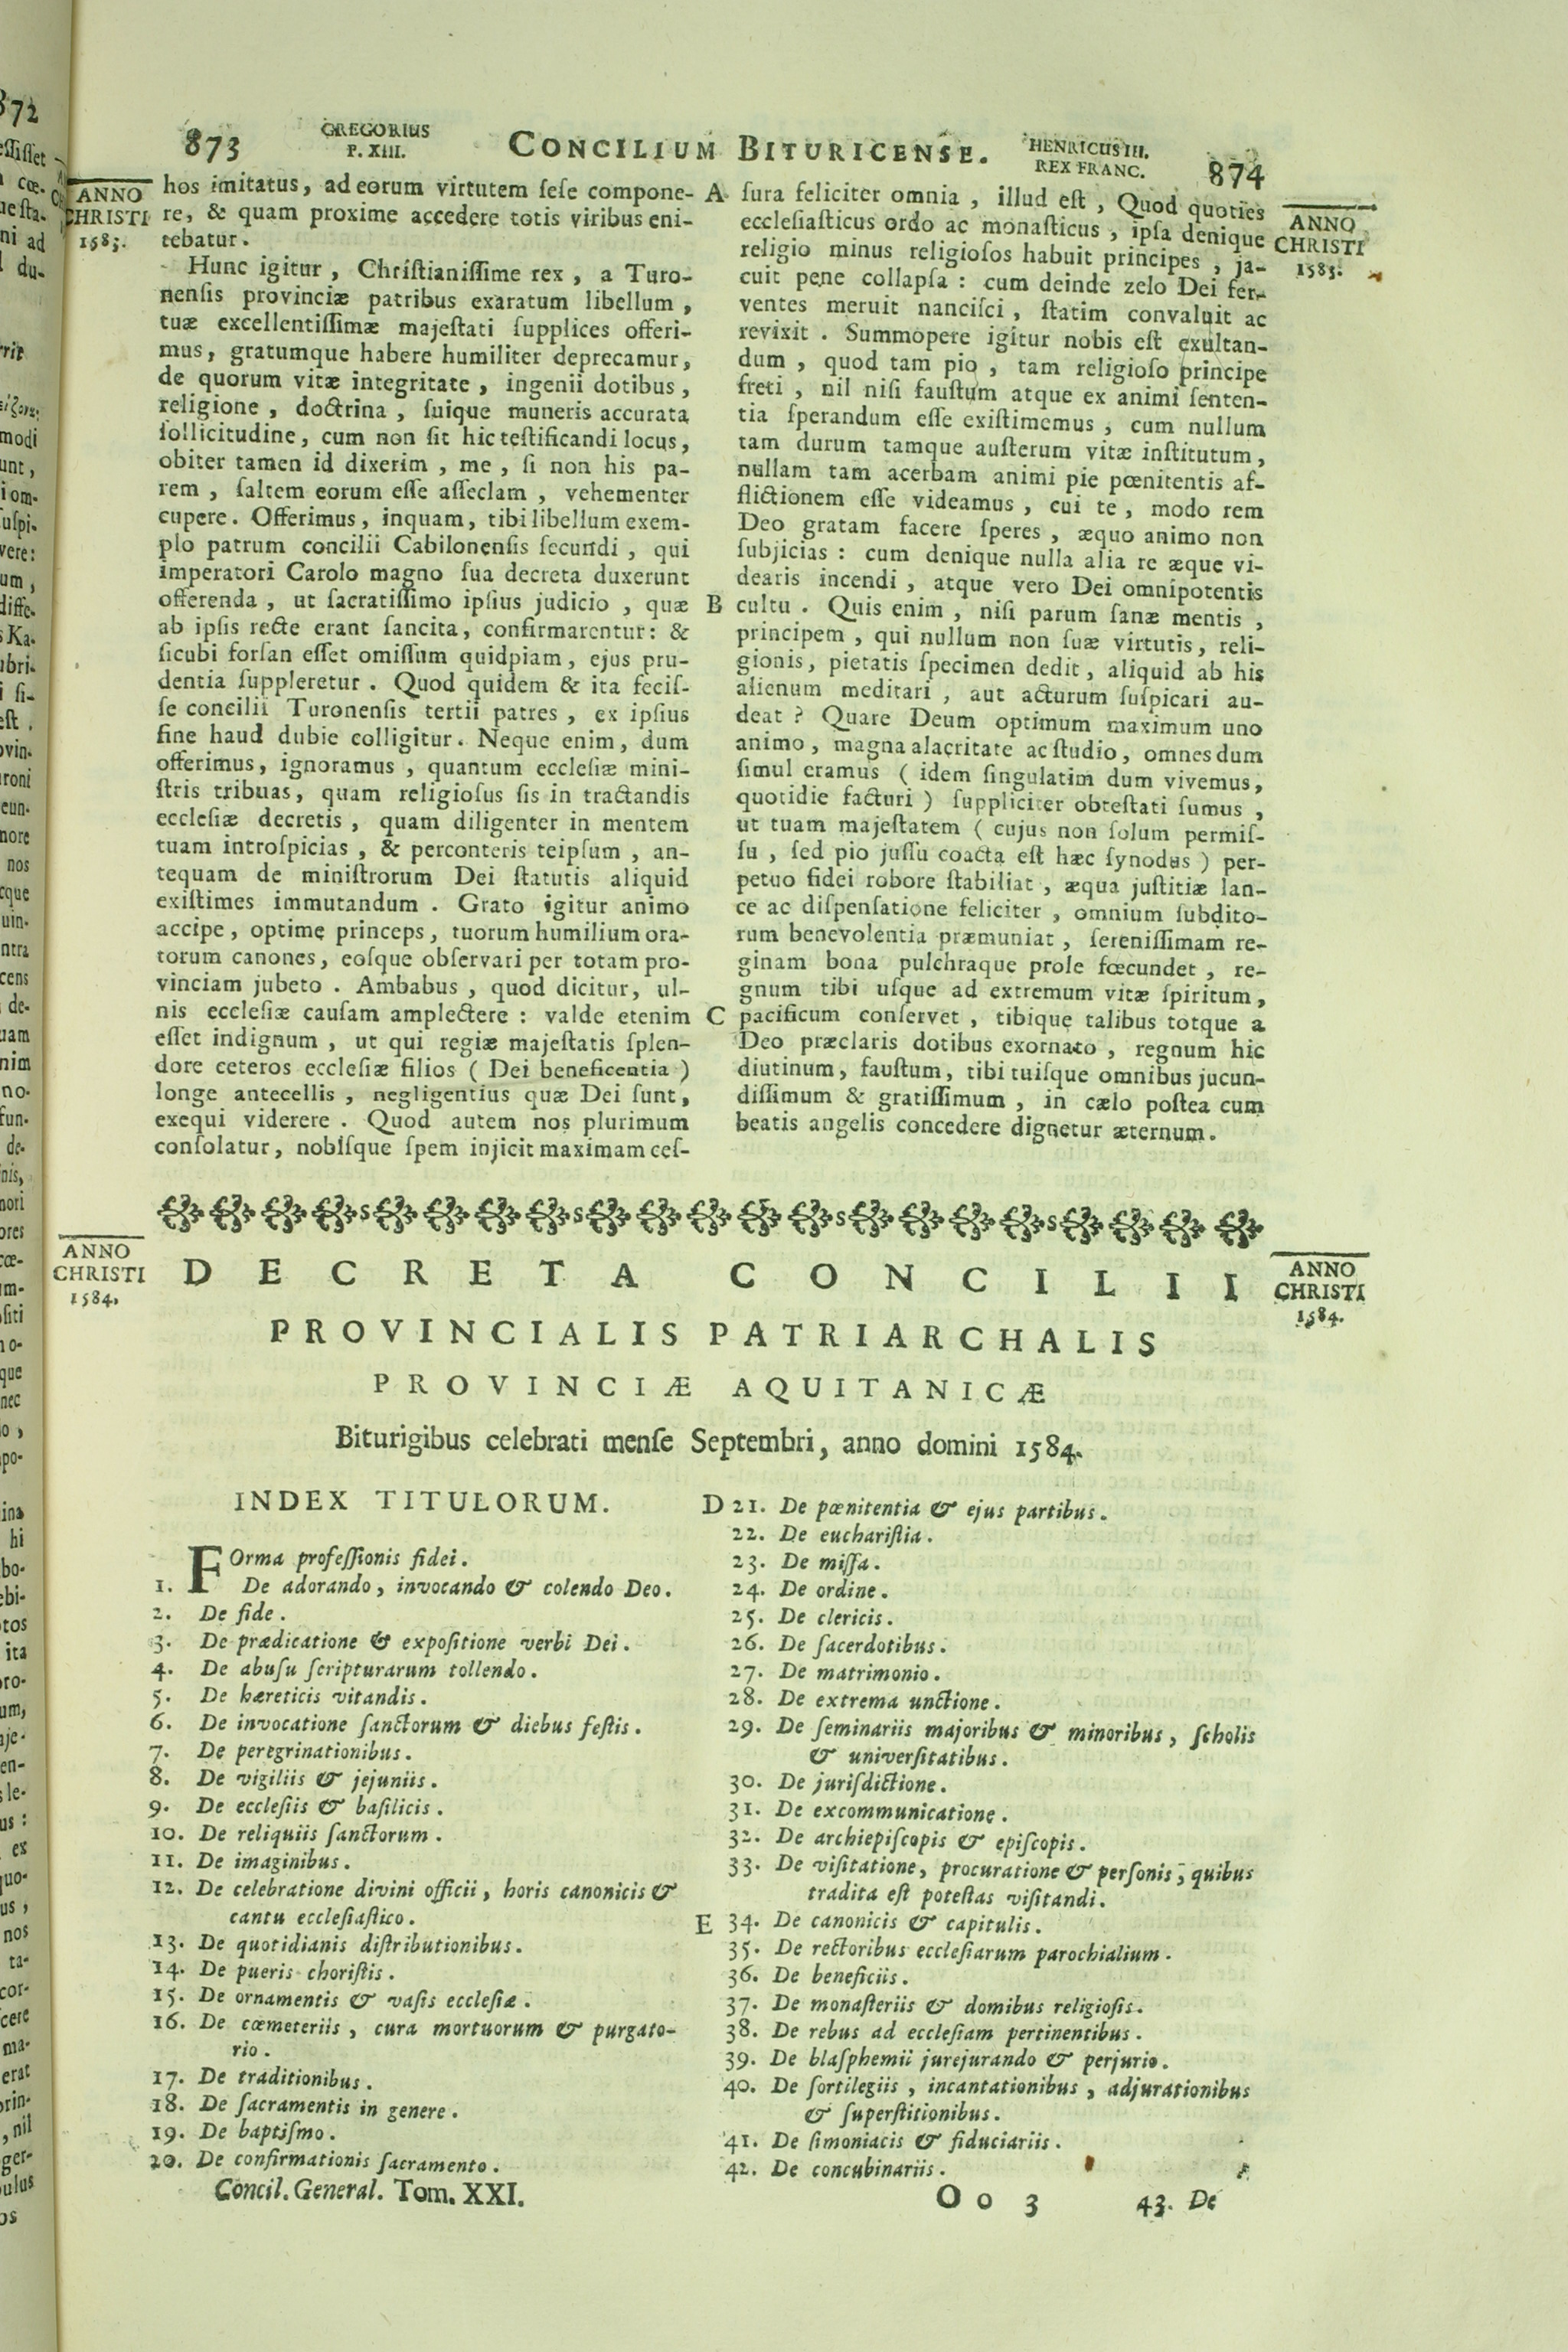 873
GREGORIUS
P. XIII.
CONCILIUM BITURICENSE.
HENRICUS III.
REX FRANC.
874
ANNO
CHRISTI
1583.
hos imitatus, ad eorum virtutem ſeſe compone-
re, & quam proxime accedere totis viribus eni-
tebatur.
Hunc igitur, Chriſtianiſſime rex, a Turo-
nenſis provinciæ patribus exaratum libellum,
tuæ excellentiſſimæ majeſtati ſupplices offeri-
mus, gratumque habere humiliter deprecamur,
de quorum vitæ integritate, ingenii dotibus,
religione, doctrina, ſuique muneris accurata
ſollicitudine, cum non ſit hic teſtificandi locus,
obiter tamen id dixerim, me, ſi non his pa-
rem, ſaltem eorum eſſe aſſeclam, vehementer
cupere. Offerimus, inquam, tibi libellum exem-
plo patrum concilii Cabilonenſis ſecundi, qui
imperatori Carolo magno ſua decreta duxerunt
offerenda, ut ſacratiſſimo ipſius judicio, quæ
ab ipſis recte erant ſancita, confirmarentur: &
ſicubi forſan eſſet omiſſum quidpiam, ejus pru-
dentia ſuppleretur. Quod quidem & ita feciſ-
ſe concilii Turonenſis tertii patres, ex ipſius
fine haud dubie colligitur. Neque enim, dum
offerimus, ignoramus, quantum eccleſiæ mini-
ſtris tribuas, quam religioſus ſis in tractandis
eccleſiæ decretis, quam diligenter in mentem
tuam introſpicias, & perconteris teipſum, an-
tequam de miniſtrorum Dei ſtatutis aliquid
exiſtimes immutandum. Grato igitur animo
accipe, optime princeps, tuorum humilium ora-
torum canones, eoſque obſervari per totam pro-
vinciam jubeto. Ambabus, quod dicitur, ul-
nis eccleſiæ cauſam amplectere: valde etenim
eſſet indignum, ut qui regiæ majeſtatis ſplen-
dore ceteros eccleſiæ filios (Dei beneficentia)
longe antecellis, negligentius quæ Dei ſunt,
exequi viderere. Quod autem nos plurimum
conſolatur, nobiſque ſpem injicit maximam ceſ-
A
B
C
ſura feliciter omnia, illud eſt, Quod quoties
eccleſiaſticus ordo ac monaſticus, ipſa denique
religio minus religioſos habuit principes, ja-
cuit pene collapſa: cum deinde zelo Dei fer-
ventes meruit nanciſci, ſtatim convaluit ac
revixit. Summopere igitur nobis eſt exultan-
dum, quod tam pio, tam religioſo principe
freti, nil niſi fauſtum atque ex animi ſenten-
tia ſperandum eſſe exiſtimemus, cum nullum
tam durum tamque auſterum vitæ inſtitutum,
nullam tam acerbam animi pie pœnitentis af-
flictionem eſſe videamus, cui te, modo rem
Deo gratam facere ſperes, æquo animo non
ſubjicias: cum denique nulla alia re æque vi-
dearis incendi, atque vero Dei omnipotentis
cultu. Quis enim, niſi parum ſanæ mentis,
principem, qui nullum non ſuæ virtutis, reli-
gionis, pietatis ſpecimen dedit, aliquid ab his
alienum meditari, aut acturum ſuſpicari au-
deat? Quare Deum optimum maximum uno
animo, magna alacritate ac ſtudio, omnes dum
ſimul eramus (idem ſingulatim dum vivemus,
quotidie facturi) ſuppliciter obteſtati ſumus,
ut tuam majeſtatem (cujus non ſolum permiſ-
ſu, ſed pio juſſu coacta eſt hæc ſynodus) per-
petuo fidei robore ſtabiliat, æqua juſtitiæ lan-
ce ac diſpenſatione feliciter, omnium ſubdito-
rum benevolentia præmuniat, ſereniſſimam re-
ginam bona pulchraque prole fœcundet, re-
gnum tibi uſque ad extremum vitæ ſpiritum,
pacificum conſervet, tibique talibus totque a
Deo præclaris dotibus exornato, regnum hic
diutinum, fauſtum, tibi tuiſque omnibus jucun-
diſſimum & gratiſſimum, in cælo poſtea cum
beatis angelis concedere dignetur æternum.
ANNO
CHRISTI
1583.
ANNO
CHRISTI
1584.
DECRETA CONCILII
PROVINCIALIS PATRIARCHALIS
PROVINCIÆ AQUITANICÆ
Biturigibus celebrati menſe Septembri, anno domini 1584.
ANNO
CHRISTI
1584.
INDEX TITULORUM.
FOrma profeſſionis fidei.
1. De adorando, invocando & colendo Deo.
2. De fide.
3. De prædicatione & expoſitione verbi Dei.
4. De abuſu ſcripturarum tollendo.
5. De hæreticis vitandis.
6. De invocatione ſanctorum & diebus feſtis.
7. De peregrinationibus.
8. De vigiliis & jejuniis.
9. De eccleſiis & baſilicis.
10. De reliquiis ſanctorum.
11. De imaginibus.
12. De celebratione divini officii, horis canonicis &
cantu eccleſiaſtico.
13. De quotidianis diſtributionibus.
14. De pueris choriſtis.
15. De ornamentis & vaſis eccleſiæ.
16. De cœmeteriis, cura mortuorum & purgato-
rio.
17. De traditionibus.
18. De ſacramentis in genere.
19. De baptiſmo.
20. De confirmationis ſacramento.
D
E
21. De pœnitentia & ejus partibus.
22. De euchariſtia.
23. De miſſa.
24. De ordine.
25. De clericis.
26. De ſacerdotibus.
27. De matrimonio.
28. De extrema unctione.
29. De ſeminariis majoribus & minoribus, ſcholis
& univerſitatibus.
30. De juriſdictione.
31. De excommunicatione.
32. De archiepiſcopis & epiſcopis.
33. De viſitatione, procuratione & perſonis, quibus
tradita eſt poteſtas viſitandi.
34. De canonicis & capitulis.
35. De rectoribus eccleſiarum parochialium.
36. De beneficiis.
37. De monaſteriis & domibus religioſis.
38. De rebus ad eccleſiam pertinentibus.
39. De blaſphemii jurejurando & perjurio.
40. De ſortilegiis, incantationibus, adjurationibus
& ſuperſtitionibus.
41. De ſimoniacis & fiduciariis.
42. De concubinariis.
Concil. General. Tom. XXI.
Oo 3
43. De